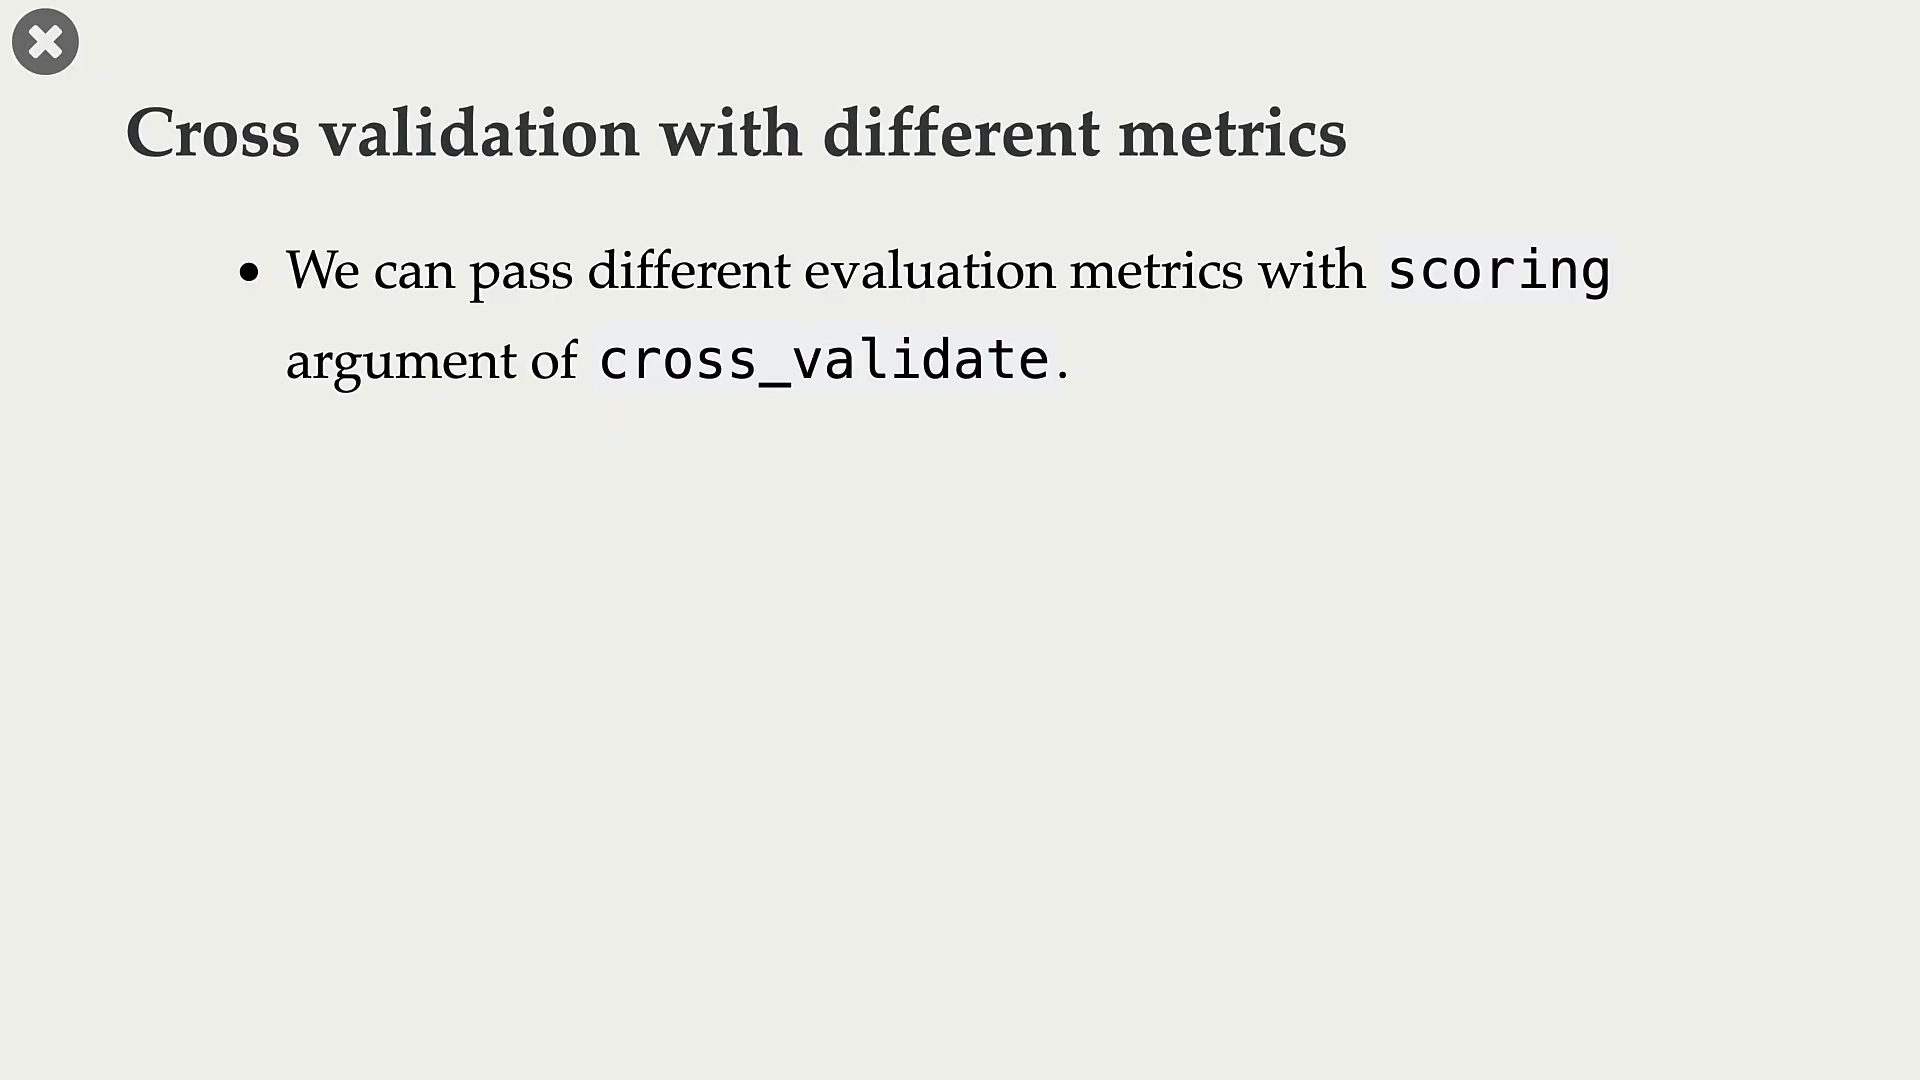 Cross validation with different metrics
• We can pass different evaluation metrics with scoring
argument of cross_validate.